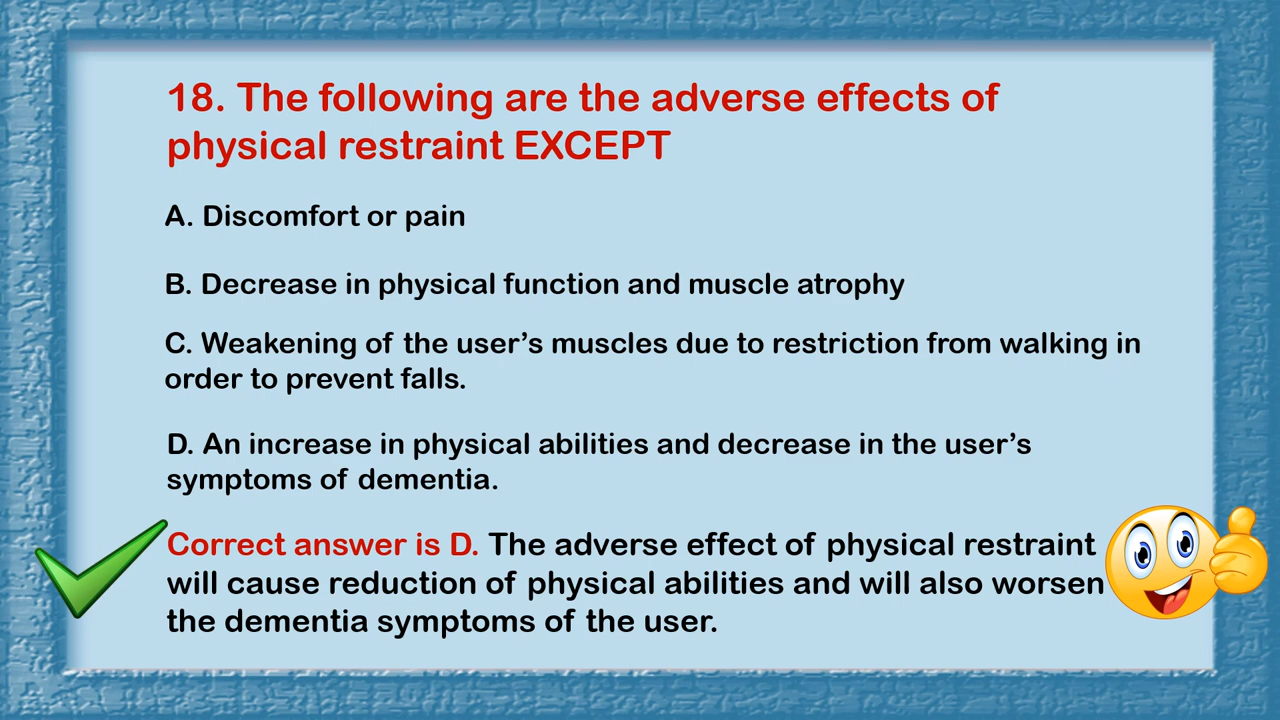 18. The following are the adverse effects of
physical restraint EXCEPT
A. Discomfort or pain
B. Decrease in physical function and muscle atrophy
C. Weakening of the user’s muscles due to restriction from walking in
order to prevent falls.
D. An increase in physical abilities and decrease in the user’s
symptoms of dementia.
Correct answer is D. The adverse effect of physical restraint
will cause reduction of physical abilities and will also worsen
the dementia symptoms of the user.